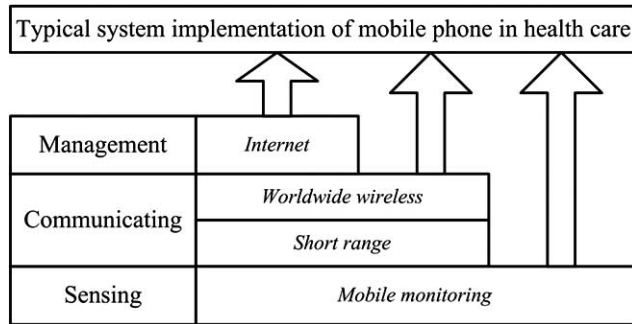 Typical system implementation of mobile phone in health care
Management
Internet
Communicating
Worldwide wireless
Short range
Sensing
Mobile monitoring